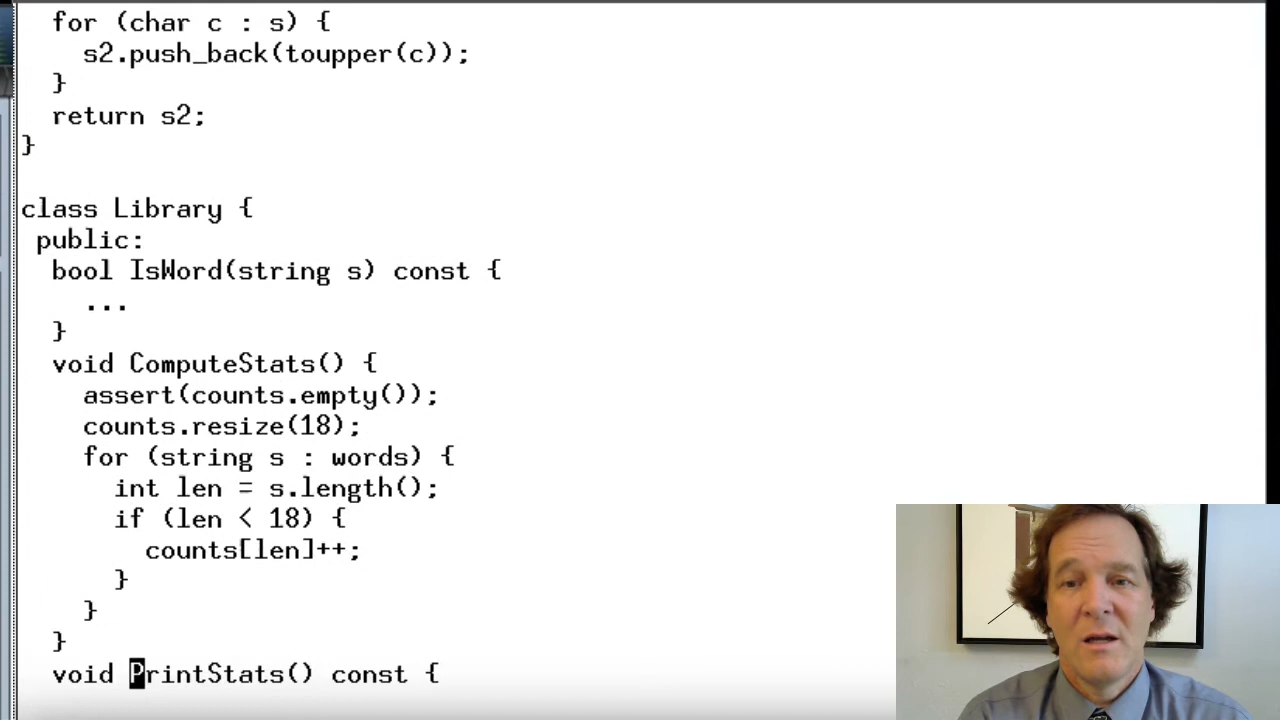 for (char c : s) {
s2.push_back(toupper(c));
}
return s2;
}
class Library {
public:
bool IsWord(string s) const {
...
}
void ComputeStats() {
assert(counts.empty());
counts.resize(18);
for (string s : words) {
int len = s.length();
if (len < 18) {
counts[len]++;
}
}
}
void PrintStats() const {